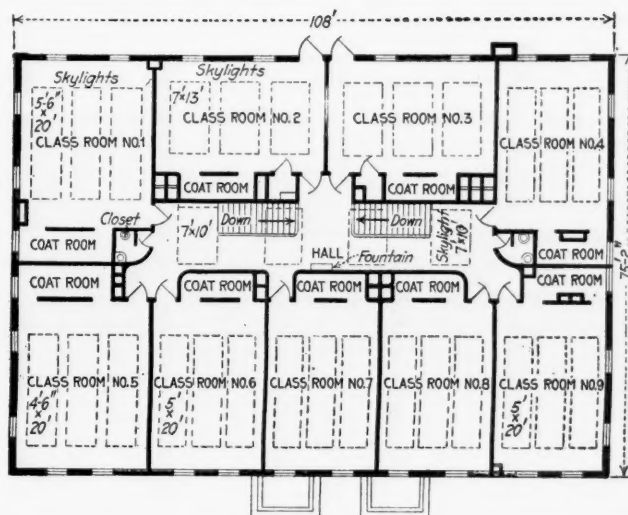 108'
Skylights
Skylights
5'-6"
×
20'
7'×13'
CLASS ROOM NO.1
CLASS ROOM NO.2
CLASS ROOM NO.3
CLASS ROOM NO.4
COAT ROOM
COAT ROOM
Closet
Down
Down
7'×10'
Skylight
7'×10'
COAT ROOM
HALL
Fountain
COAT ROOM
75'-2"
COAT ROOM
COAT ROOM
COAT ROOM
COAT ROOM
COAT ROOM
CLASS ROOM NO.5
CLASS ROOM NO.6
CLASS ROOM NO.7
CLASS ROOM NO.8
CLASS ROOM NO.9
4'-6"
×
20'
5'
×
20'
5'
×
20'